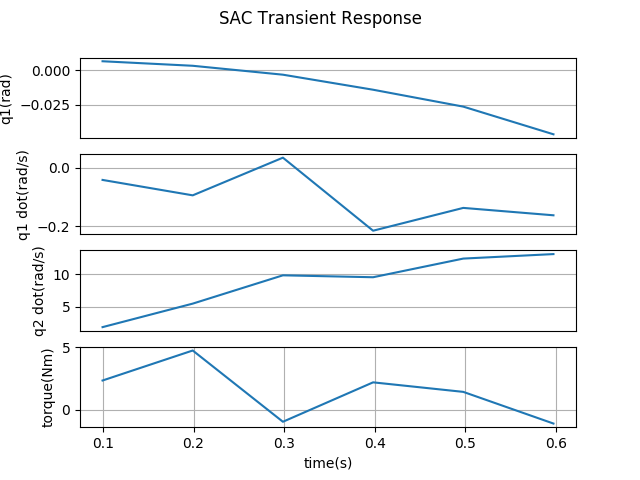 SAC Transient Response
q1(rad)
0.000
−0.025
q1 dot(rad/s)
0.0
−0.2
q2 dot(rad/s)
10
5
torque(Nm)
5
0
0.1 0.2 0.3 0.4 0.5 0.6
time(s)